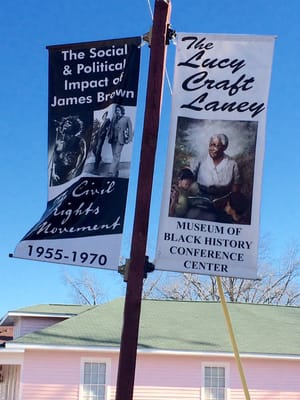 The Social
& Political
Impact of
James Brown
& Civil
Rights
Movement
1955-1970
The
Lucy
Craft
Laney
MUSEUM OF
BLACK HISTORY
CONFERENCE
CENTER